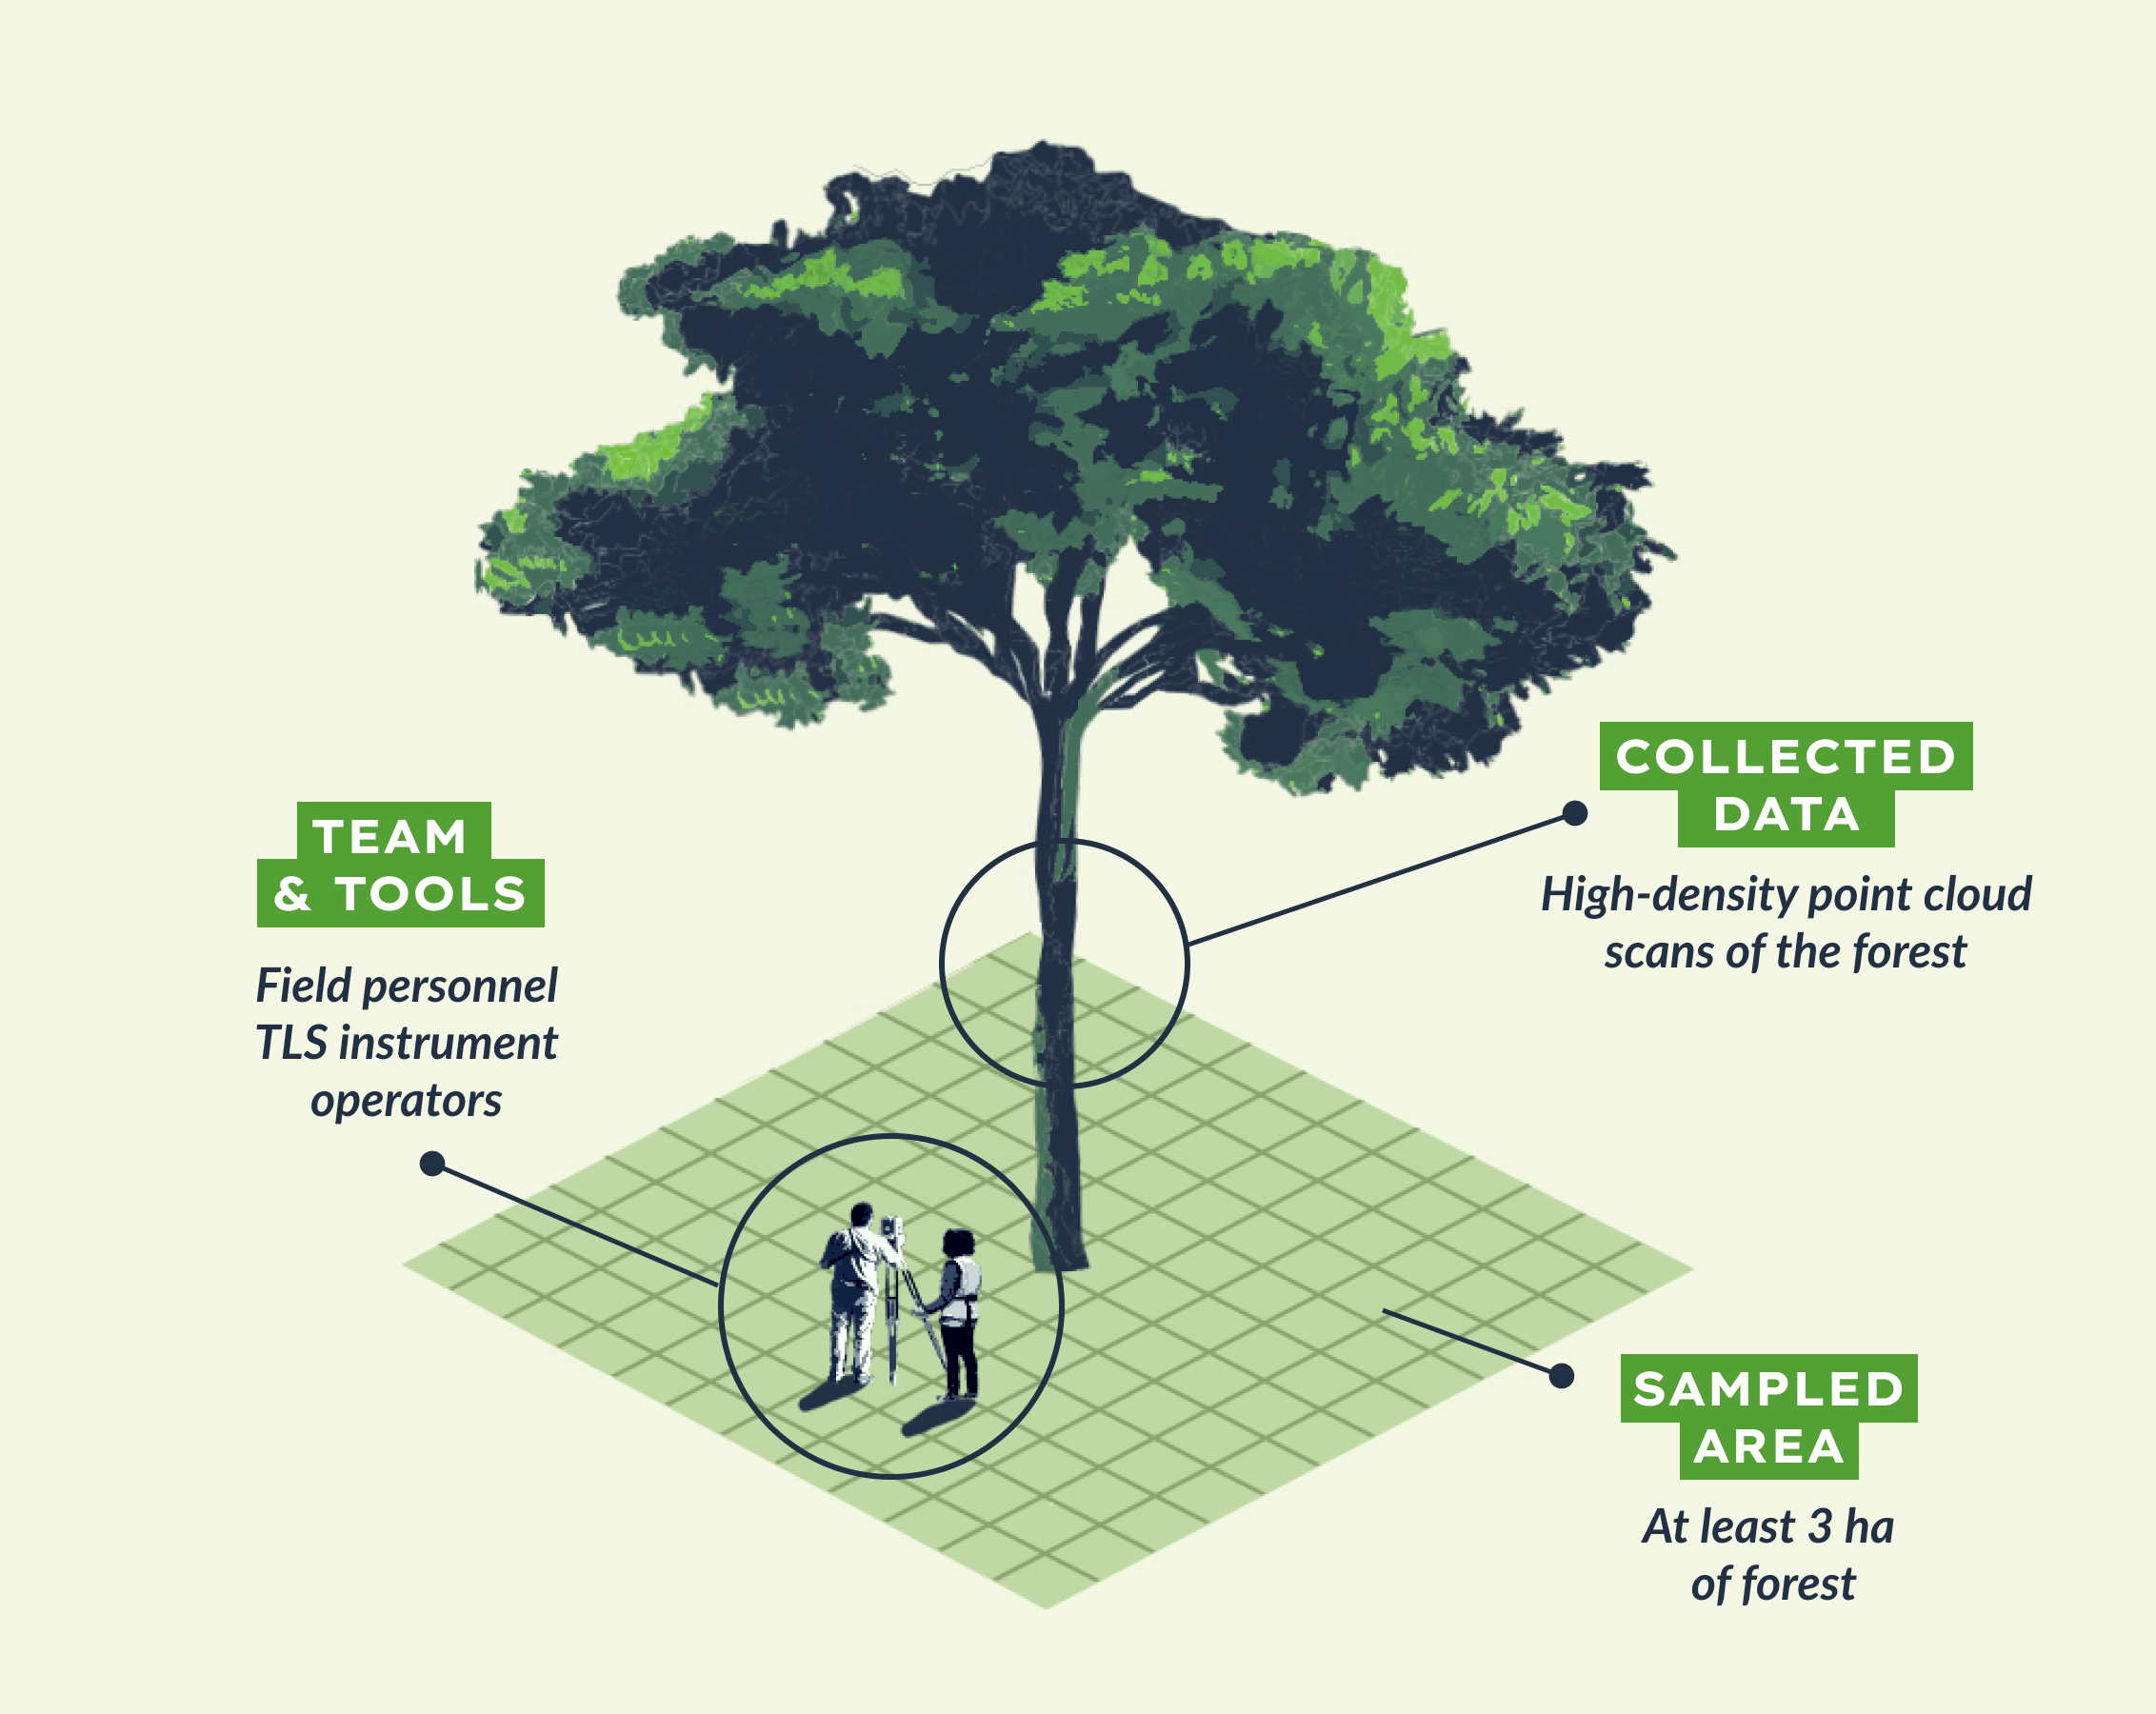 COLLECTED
DATA
High-density point cloud
scans of the forest
TEAM
& TOOLS
Field personnel
TLS instrument
operators
SAMPLED
AREA
At least 3 ha
of forest